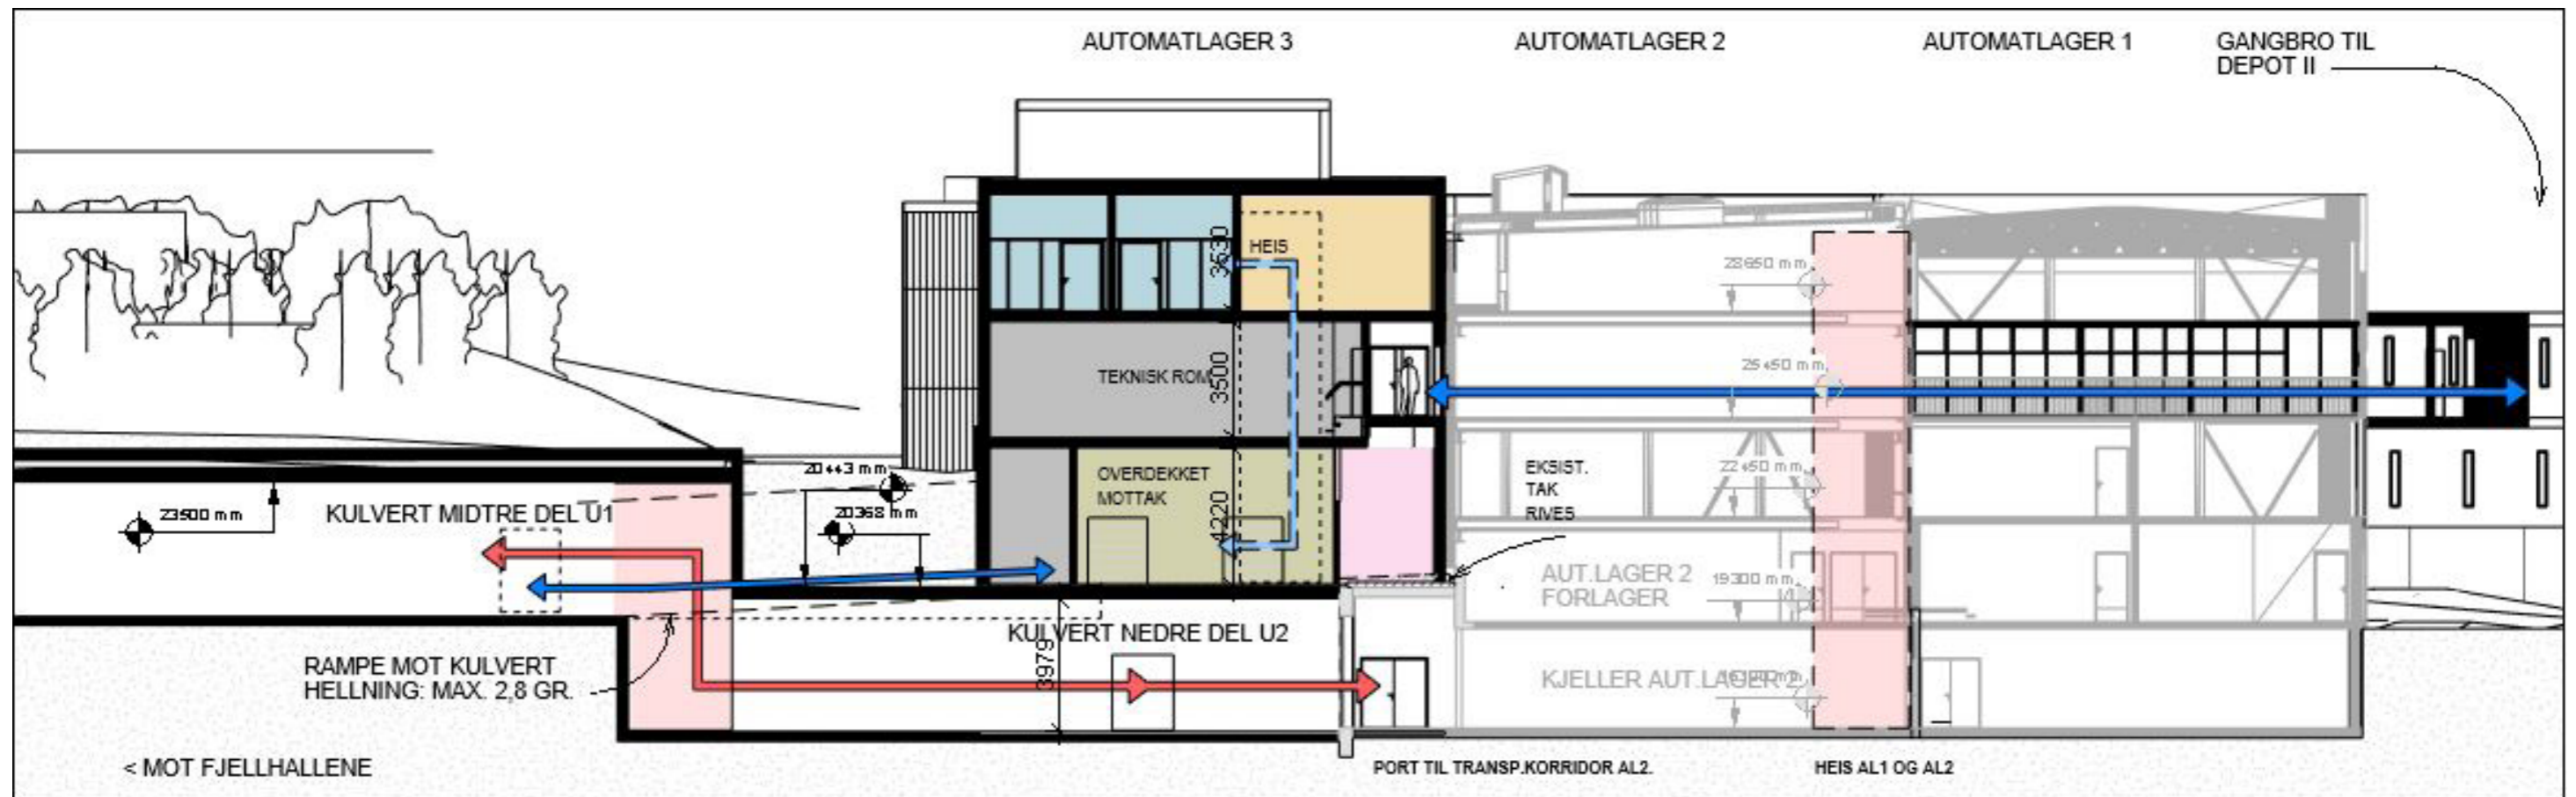 AUTOMATLAGER 3
AUTOMATLAGER 2
AUTOMATLAGER 1
GANGBRO TIL
DEPOT II
HEIS
3530
28650 mm
TEKNISK ROM
3500
25450 mm
OVERDEKKET
MOTTAK
4220
EKSIST.
TAK
RIVES
22450 mm
20443 mm
20368 mm
23500 mm
KULVERT MIDTRE DEL U1
AUT.LAGER 2
FORLAGER
19300 mm
KULVERT NEDRE DEL U2
3979
RAMPE MOT KULVERT
HELLNING: MAX. 2,8 GR.
KJELLER AUT.LAGER 2
< MOT FJELLHALLENE
PORT TIL TRANSP.KORRIDOR AL2.
HEIS AL1 OG AL2